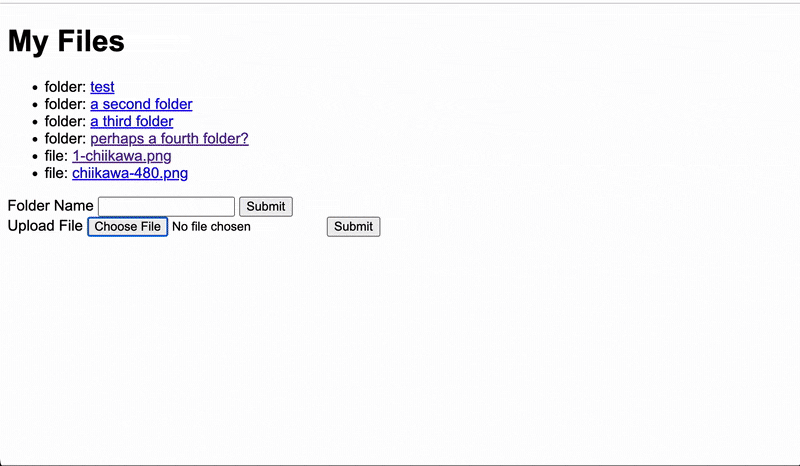 My Files
folder: test
folder: a second folder
folder: a third folder
folder: perhaps a fourth folder?
file: 1-chiikawa.png
file: chiikawa-480.png
Folder Name Submit
Upload File Choose File No file chosen Submit